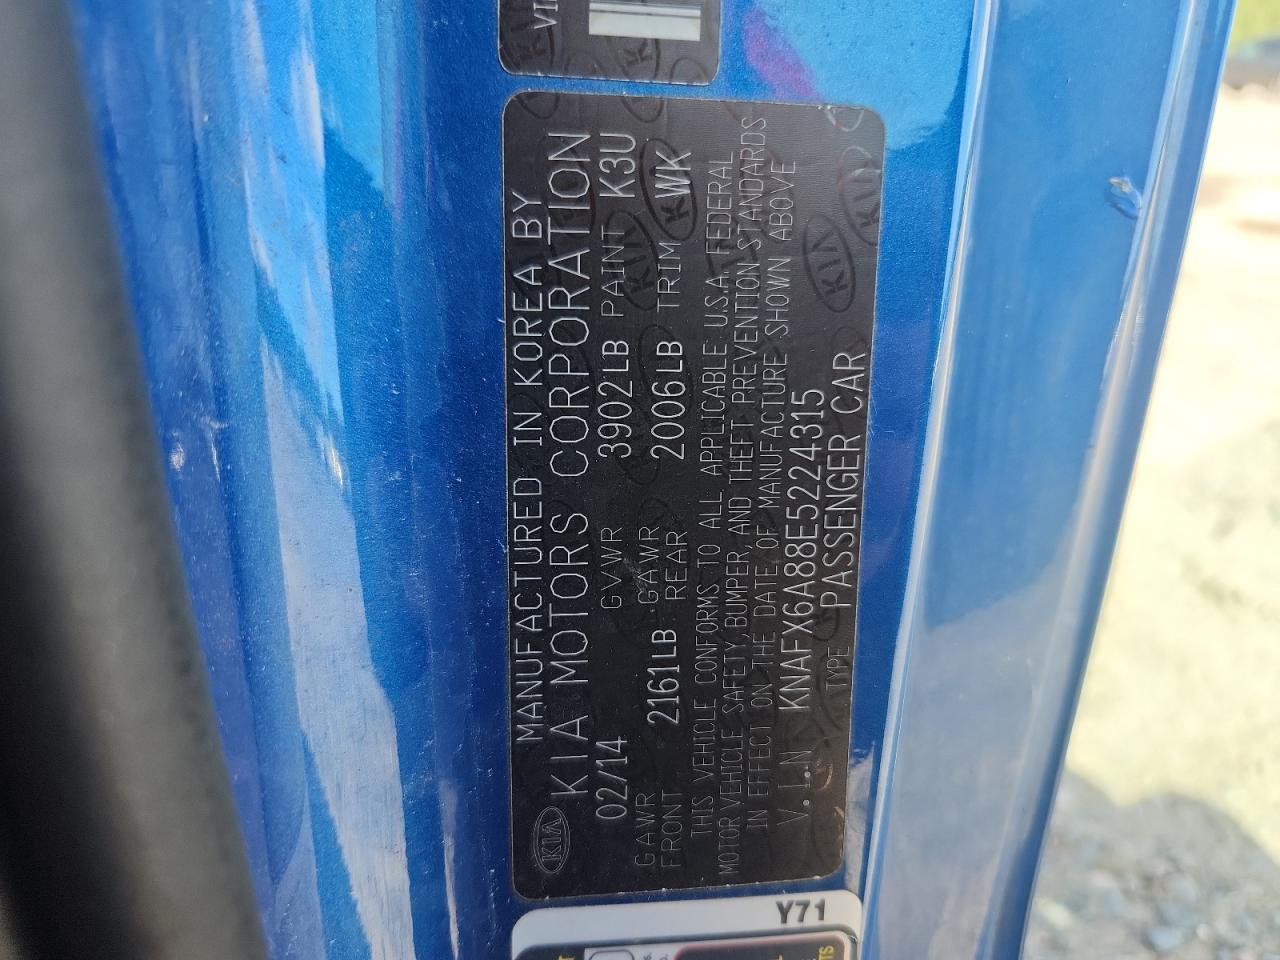 VI
KIA
MANUFACTURED IN KOREA BY
KIA MOTORS CORPORATION
02/14 GVWR 3902LB PAINT K3U
GAWR FRONT 2161LB GAWR REAR 2006LB TRIM WK
THIS VEHICLE CONFORMS TO ALL APPLICABLE U.S.A. FEDERAL
MOTOR VEHICLE SAFETY, BUMPER, AND THEFT PREVENTION STANDARDS
IN EFFECT ON THE DATE OF MANUFACTURE SHOWN ABOVE
V.I.N KNAFX6A88E5224315
TYPE PASSENGER CAR
Y71